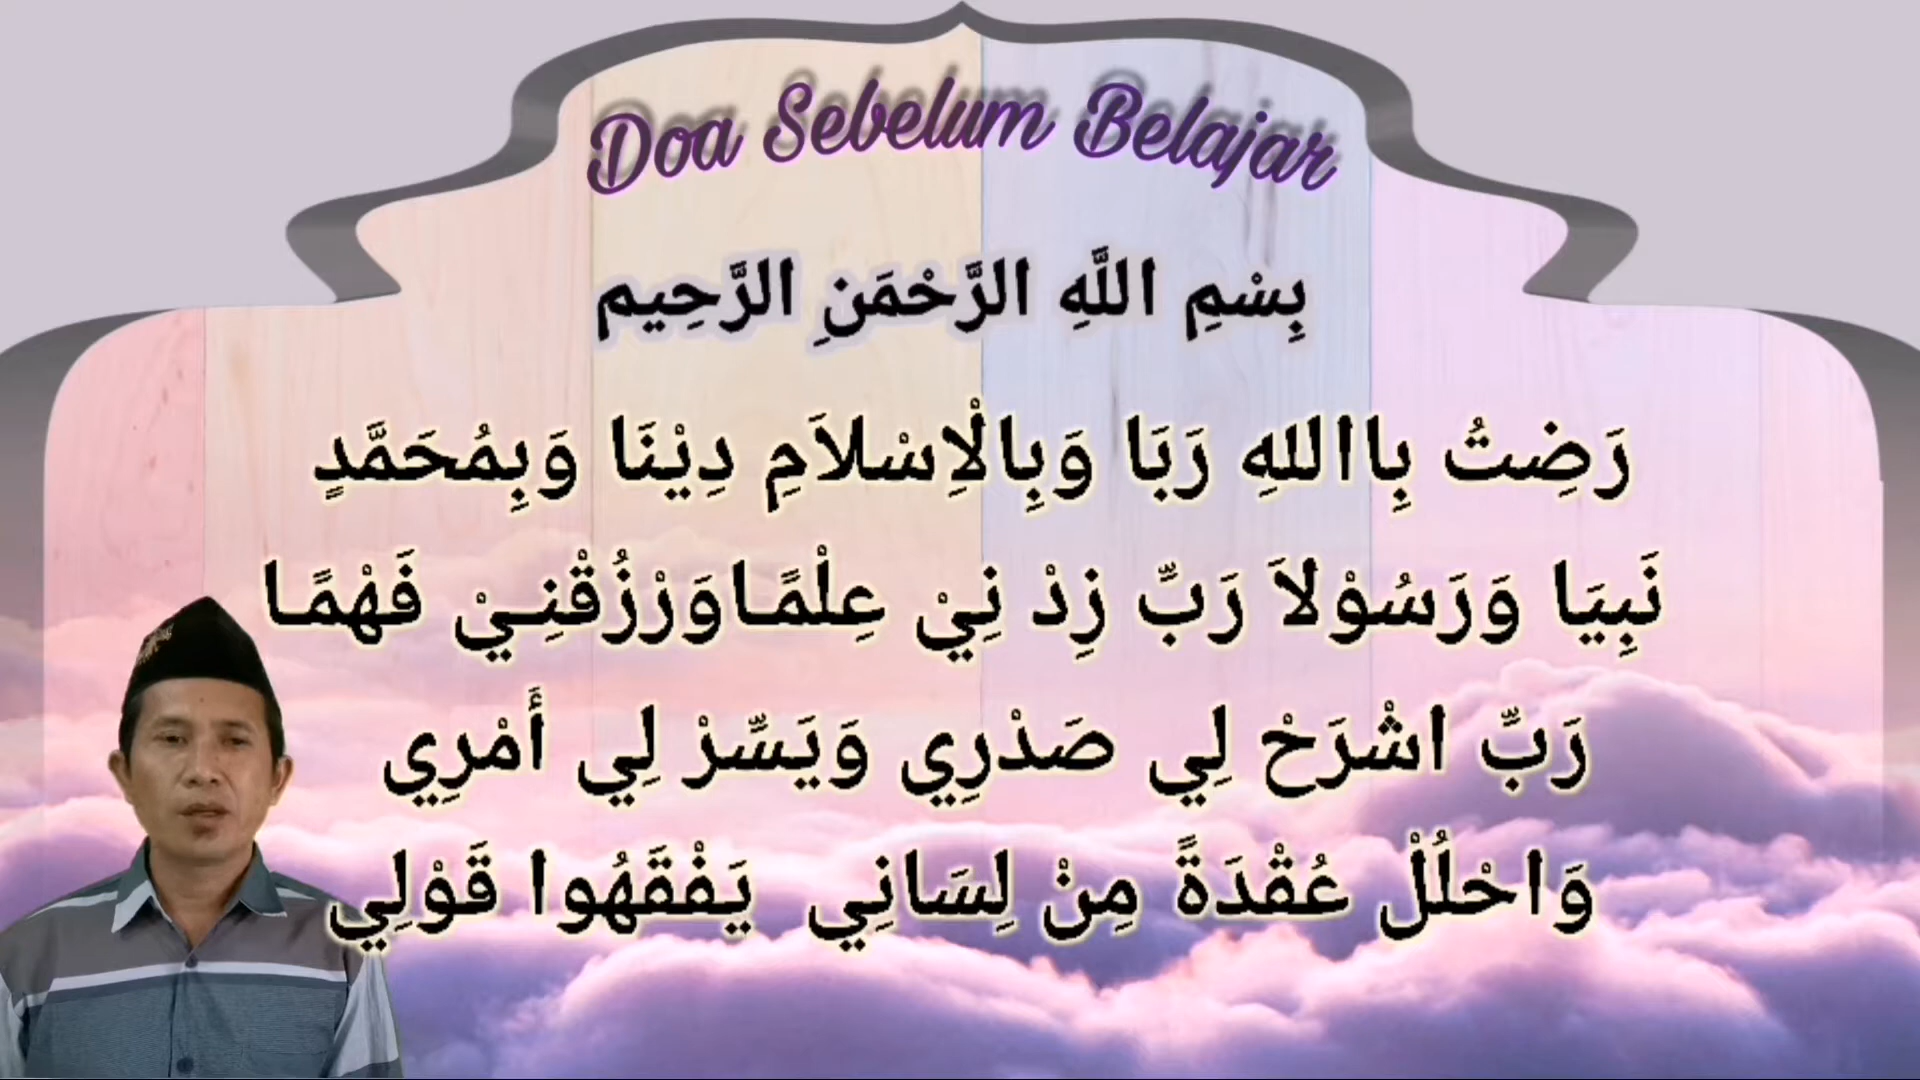 Doa Sebelum Belajar
بِسْمِ اللَّهِ الرَّحْمَنِ الرَّحِيم
رَضِتُ بِااللهِ رَبَا وَبِالْاِسْلاَمِ دِيْنَا وَبِمُحَمَّدٍ
نَبِيَا وَرَسُوْلاَ رَبِّ زِدْ نِيْ عِلْمًاوَرْزُقْنِيْ فَهْمًا
رَبِّ اشْرَحْ لِي صَدْرِي وَيَسِّرْ لِي أَمْرِي
وَاحْلُلْ عُقْدَةً مِنْ لِسَانِي يَفْقَهُوا قَوْلِي